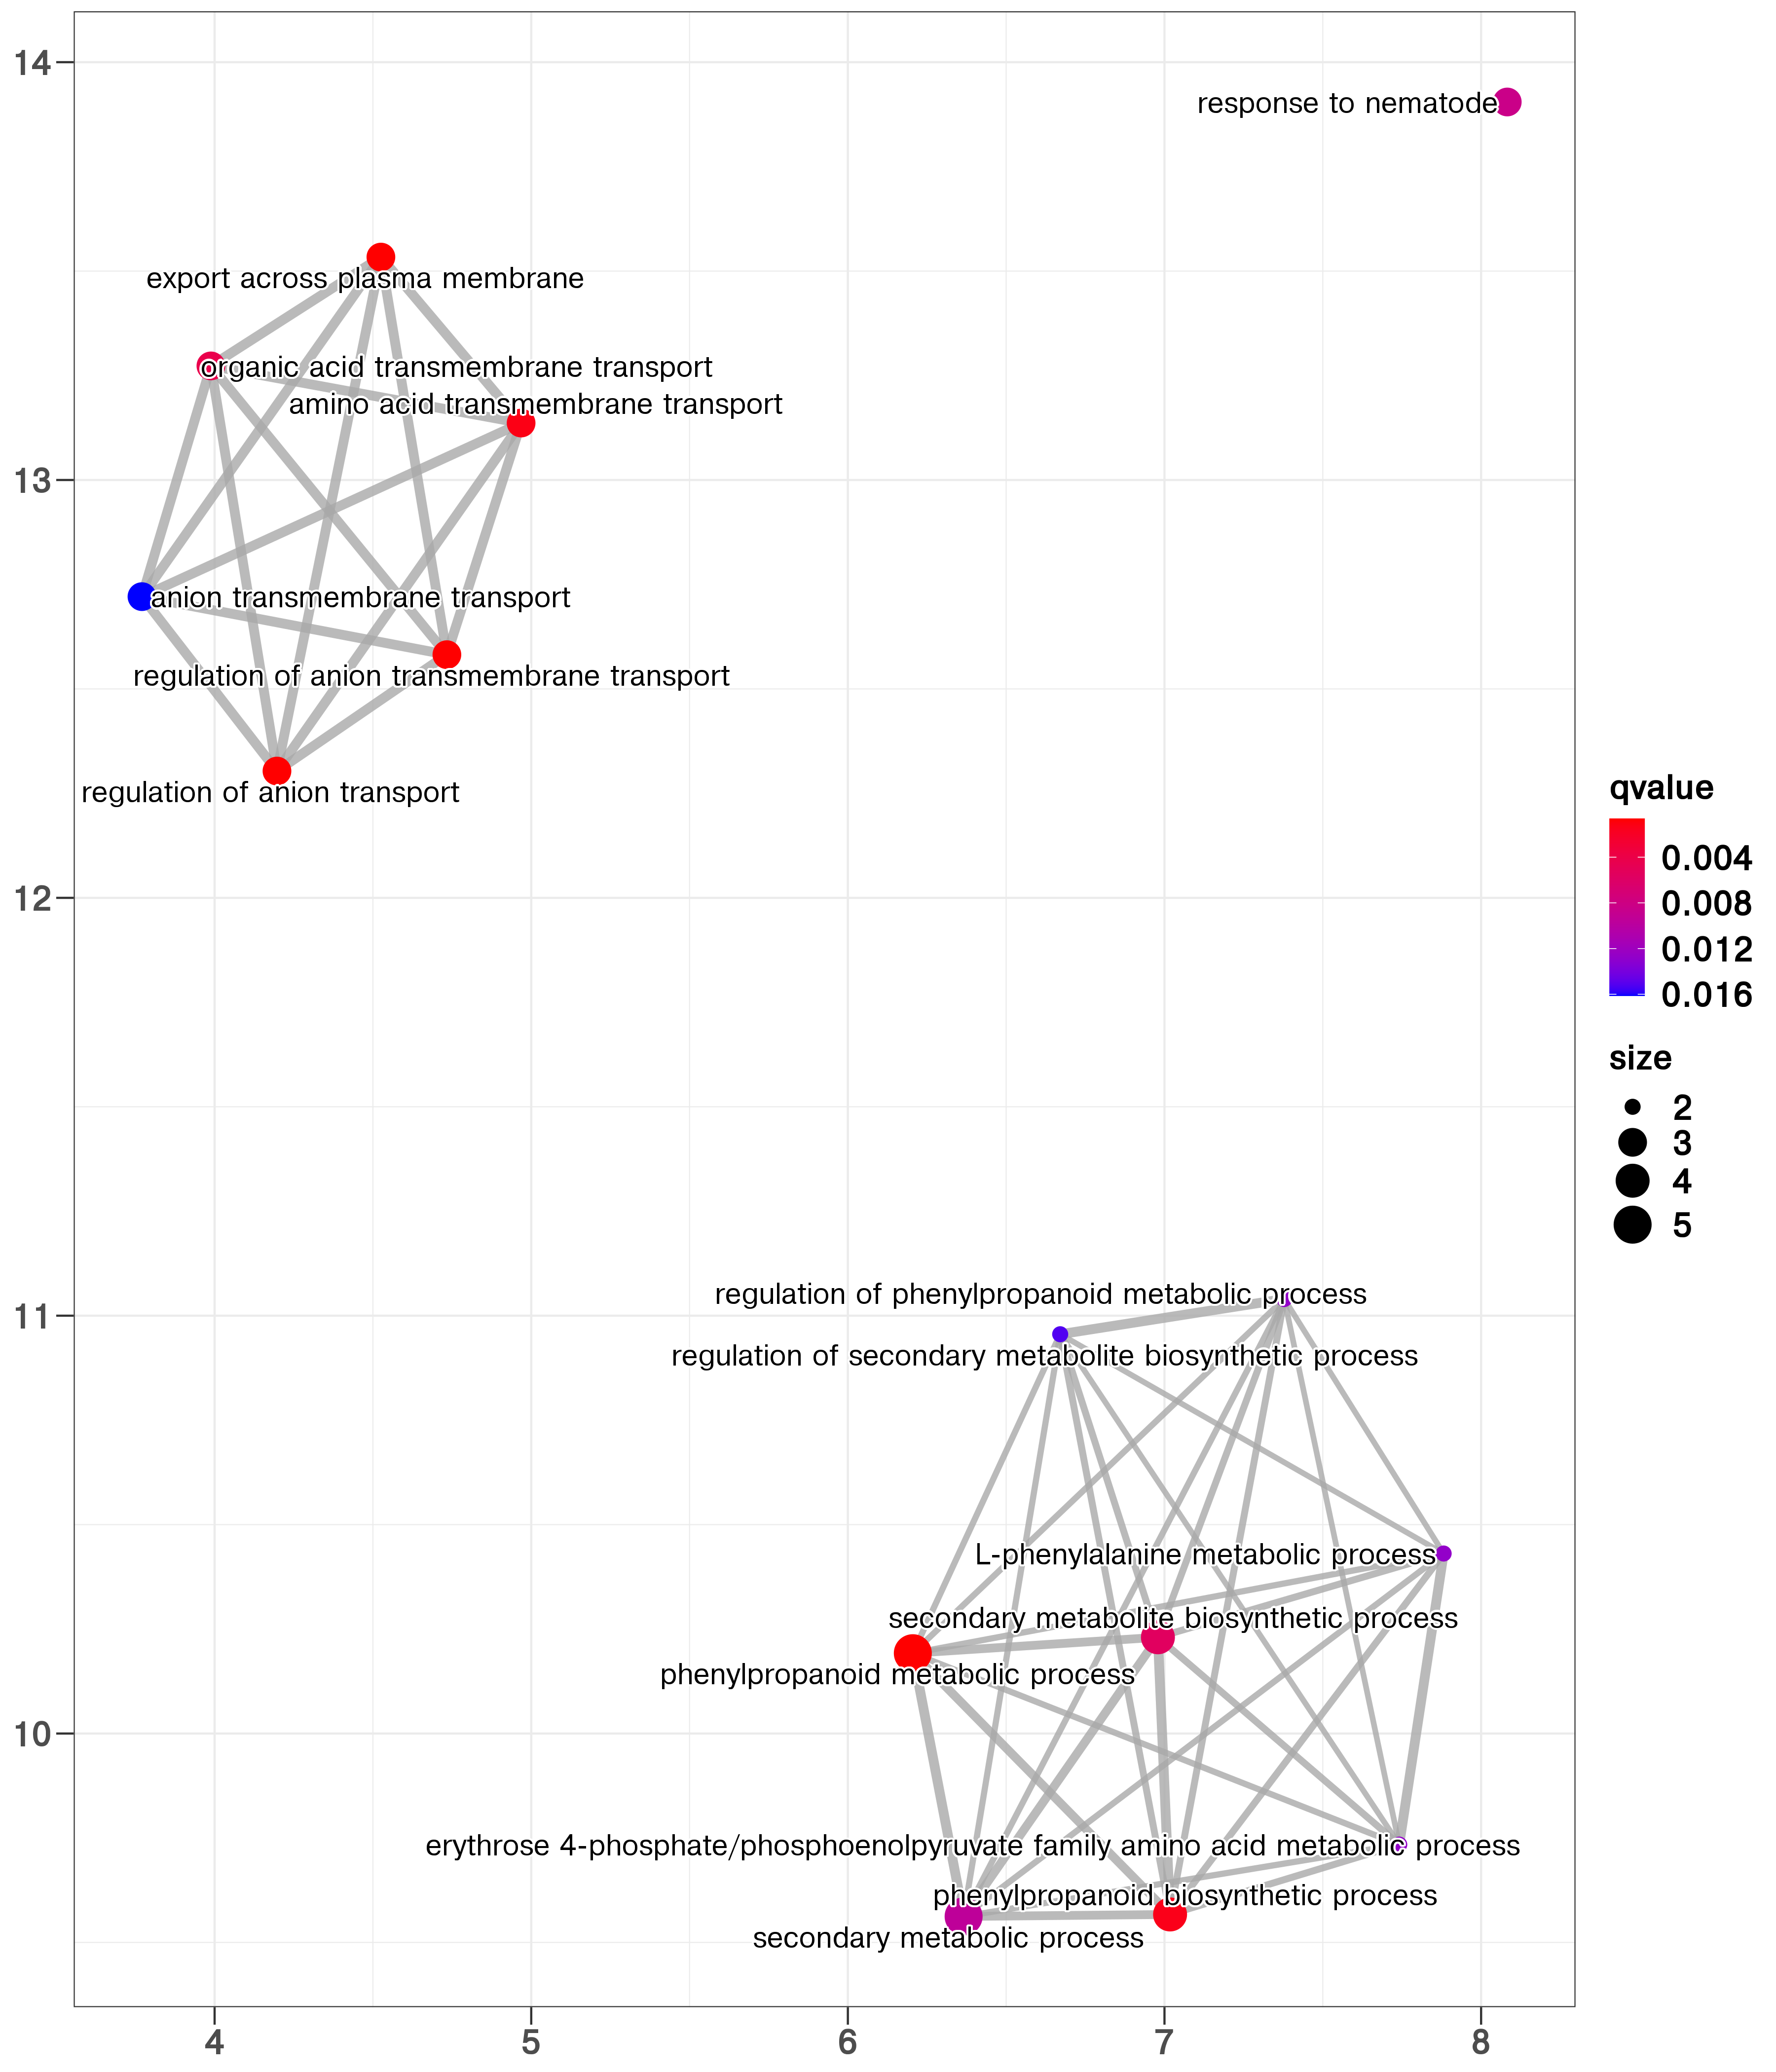 14
response to nematode
export across plasma membrane
organic acid transmembrane transport
amino acid transmembrane transport
13
anion transmembrane transport
regulation of anion transmembrane transport
regulation of anion transport
12
qvalue
0.004
0.008
0.012
0.016
size
2
3
4
5
regulation of phenylpropanoid metabolic process
11
regulation of secondary metabolite biosynthetic process
L-phenylalanine metabolic process
secondary metabolite biosynthetic process
phenylpropanoid metabolic process
10
erythrose 4-phosphate/phosphoenolpyruvate family amino acid metabolic process
phenylpropanoid biosynthetic process
secondary metabolic process
4
5
6
7
8